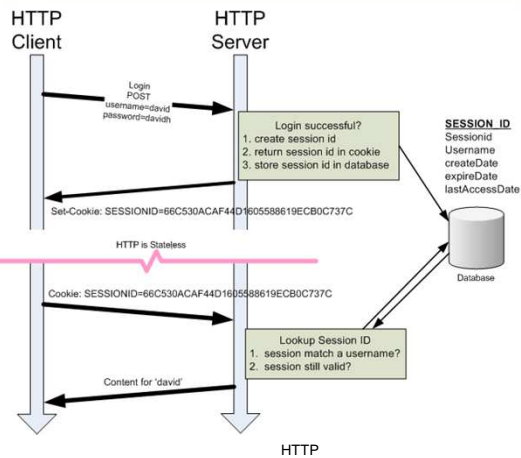 HTTP
Client
HTTP
Server
Login
POST
username=david
password=davidh
Login successful?
1. create session id
2. return session id in cookie
3. store session id in database
SESSION_ID
Sessionid
Username
createDate
expireDate
lastAccessDate
Set-Cookie: SESSIONID=66C530ACAF44D1605588619ECB0C737C
HTTP is Stateless
Database
Cookie: SESSIONID=66C530ACAF44D1605588619ECB0C737C
Lookup Session ID
1. session match a username?
2. session still valid?
Content for 'david'
HTTP